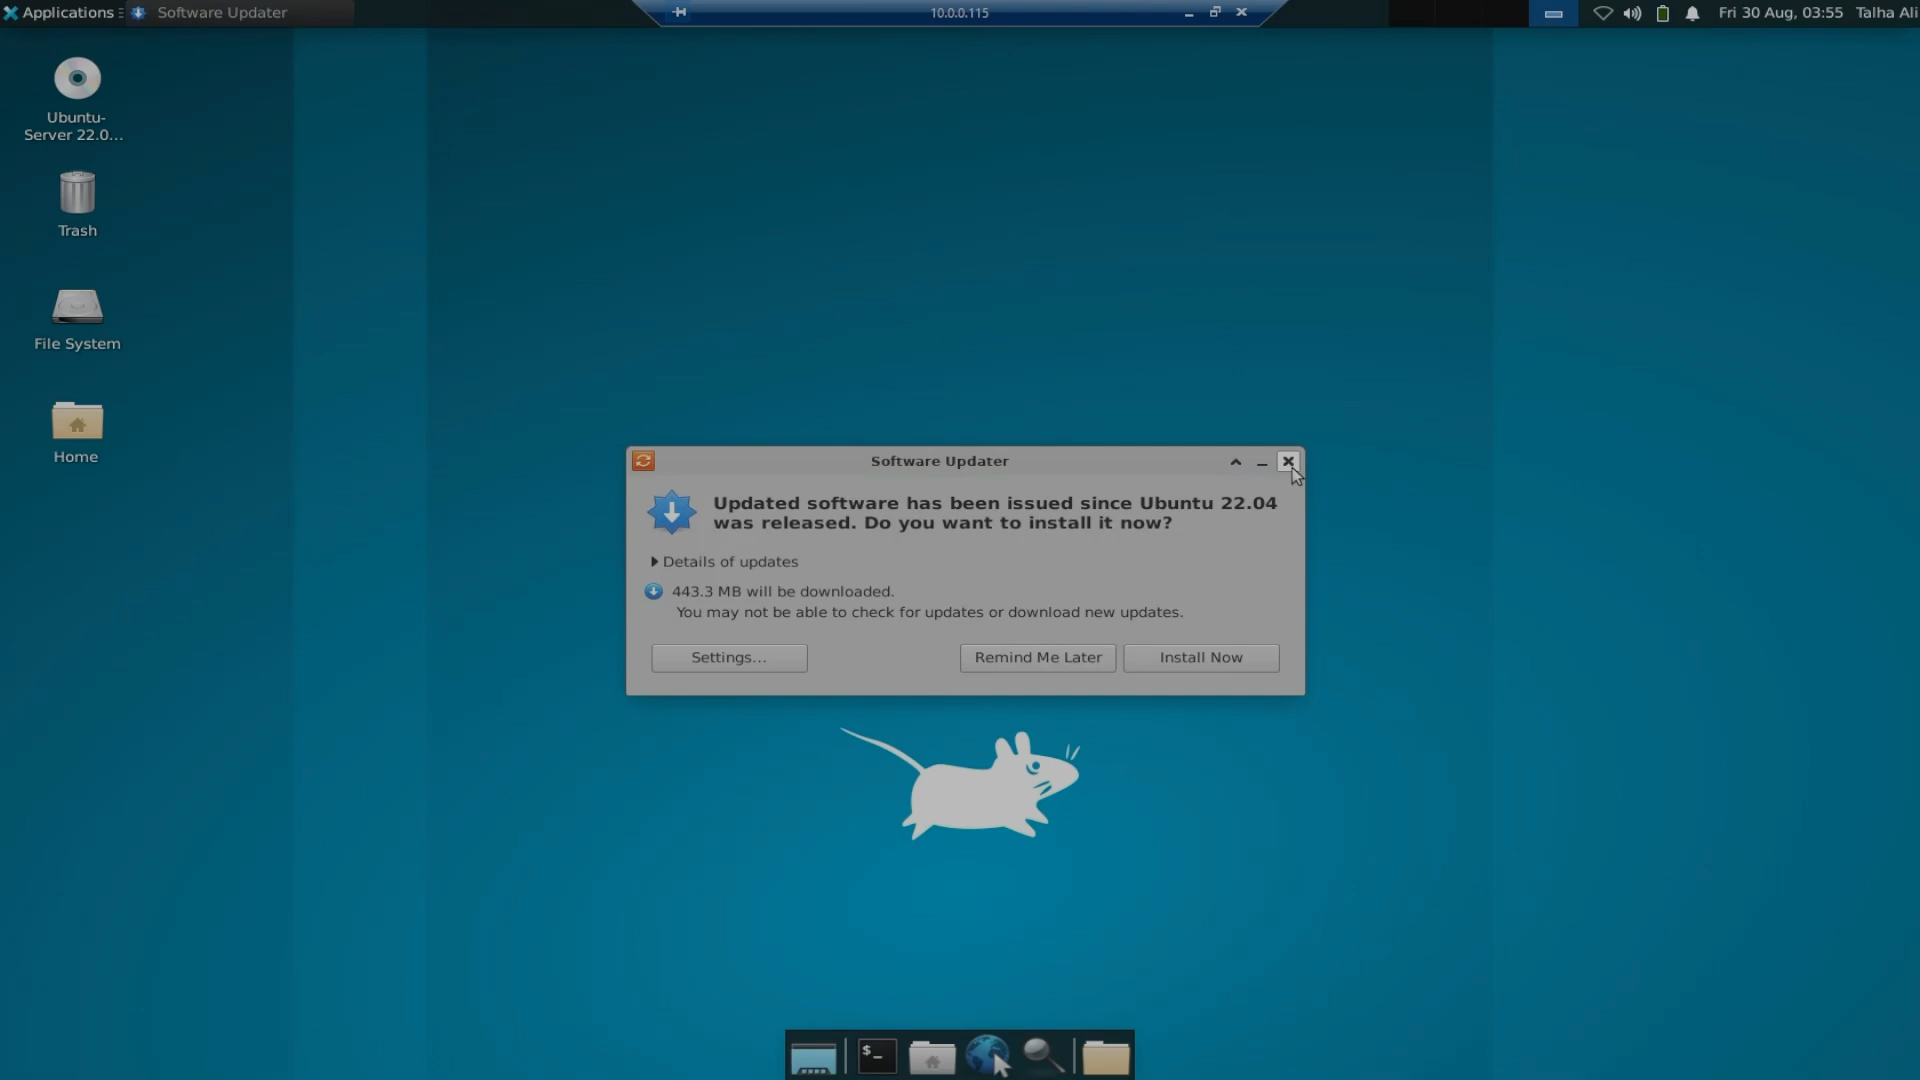 Applications
Software Updater
10.0.0.115
Fri 30 Aug, 03:55
Talha Ali
Ubuntu-
Server 22.0...
Trash
File System
Home
Software Updater
Updated software has been issued since Ubuntu 22.04
was released. Do you want to install it now?
Details of updates
443.3 MB will be downloaded.
You may not be able to check for updates or download new updates.
Settings...
Remind Me Later
Install Now
$_